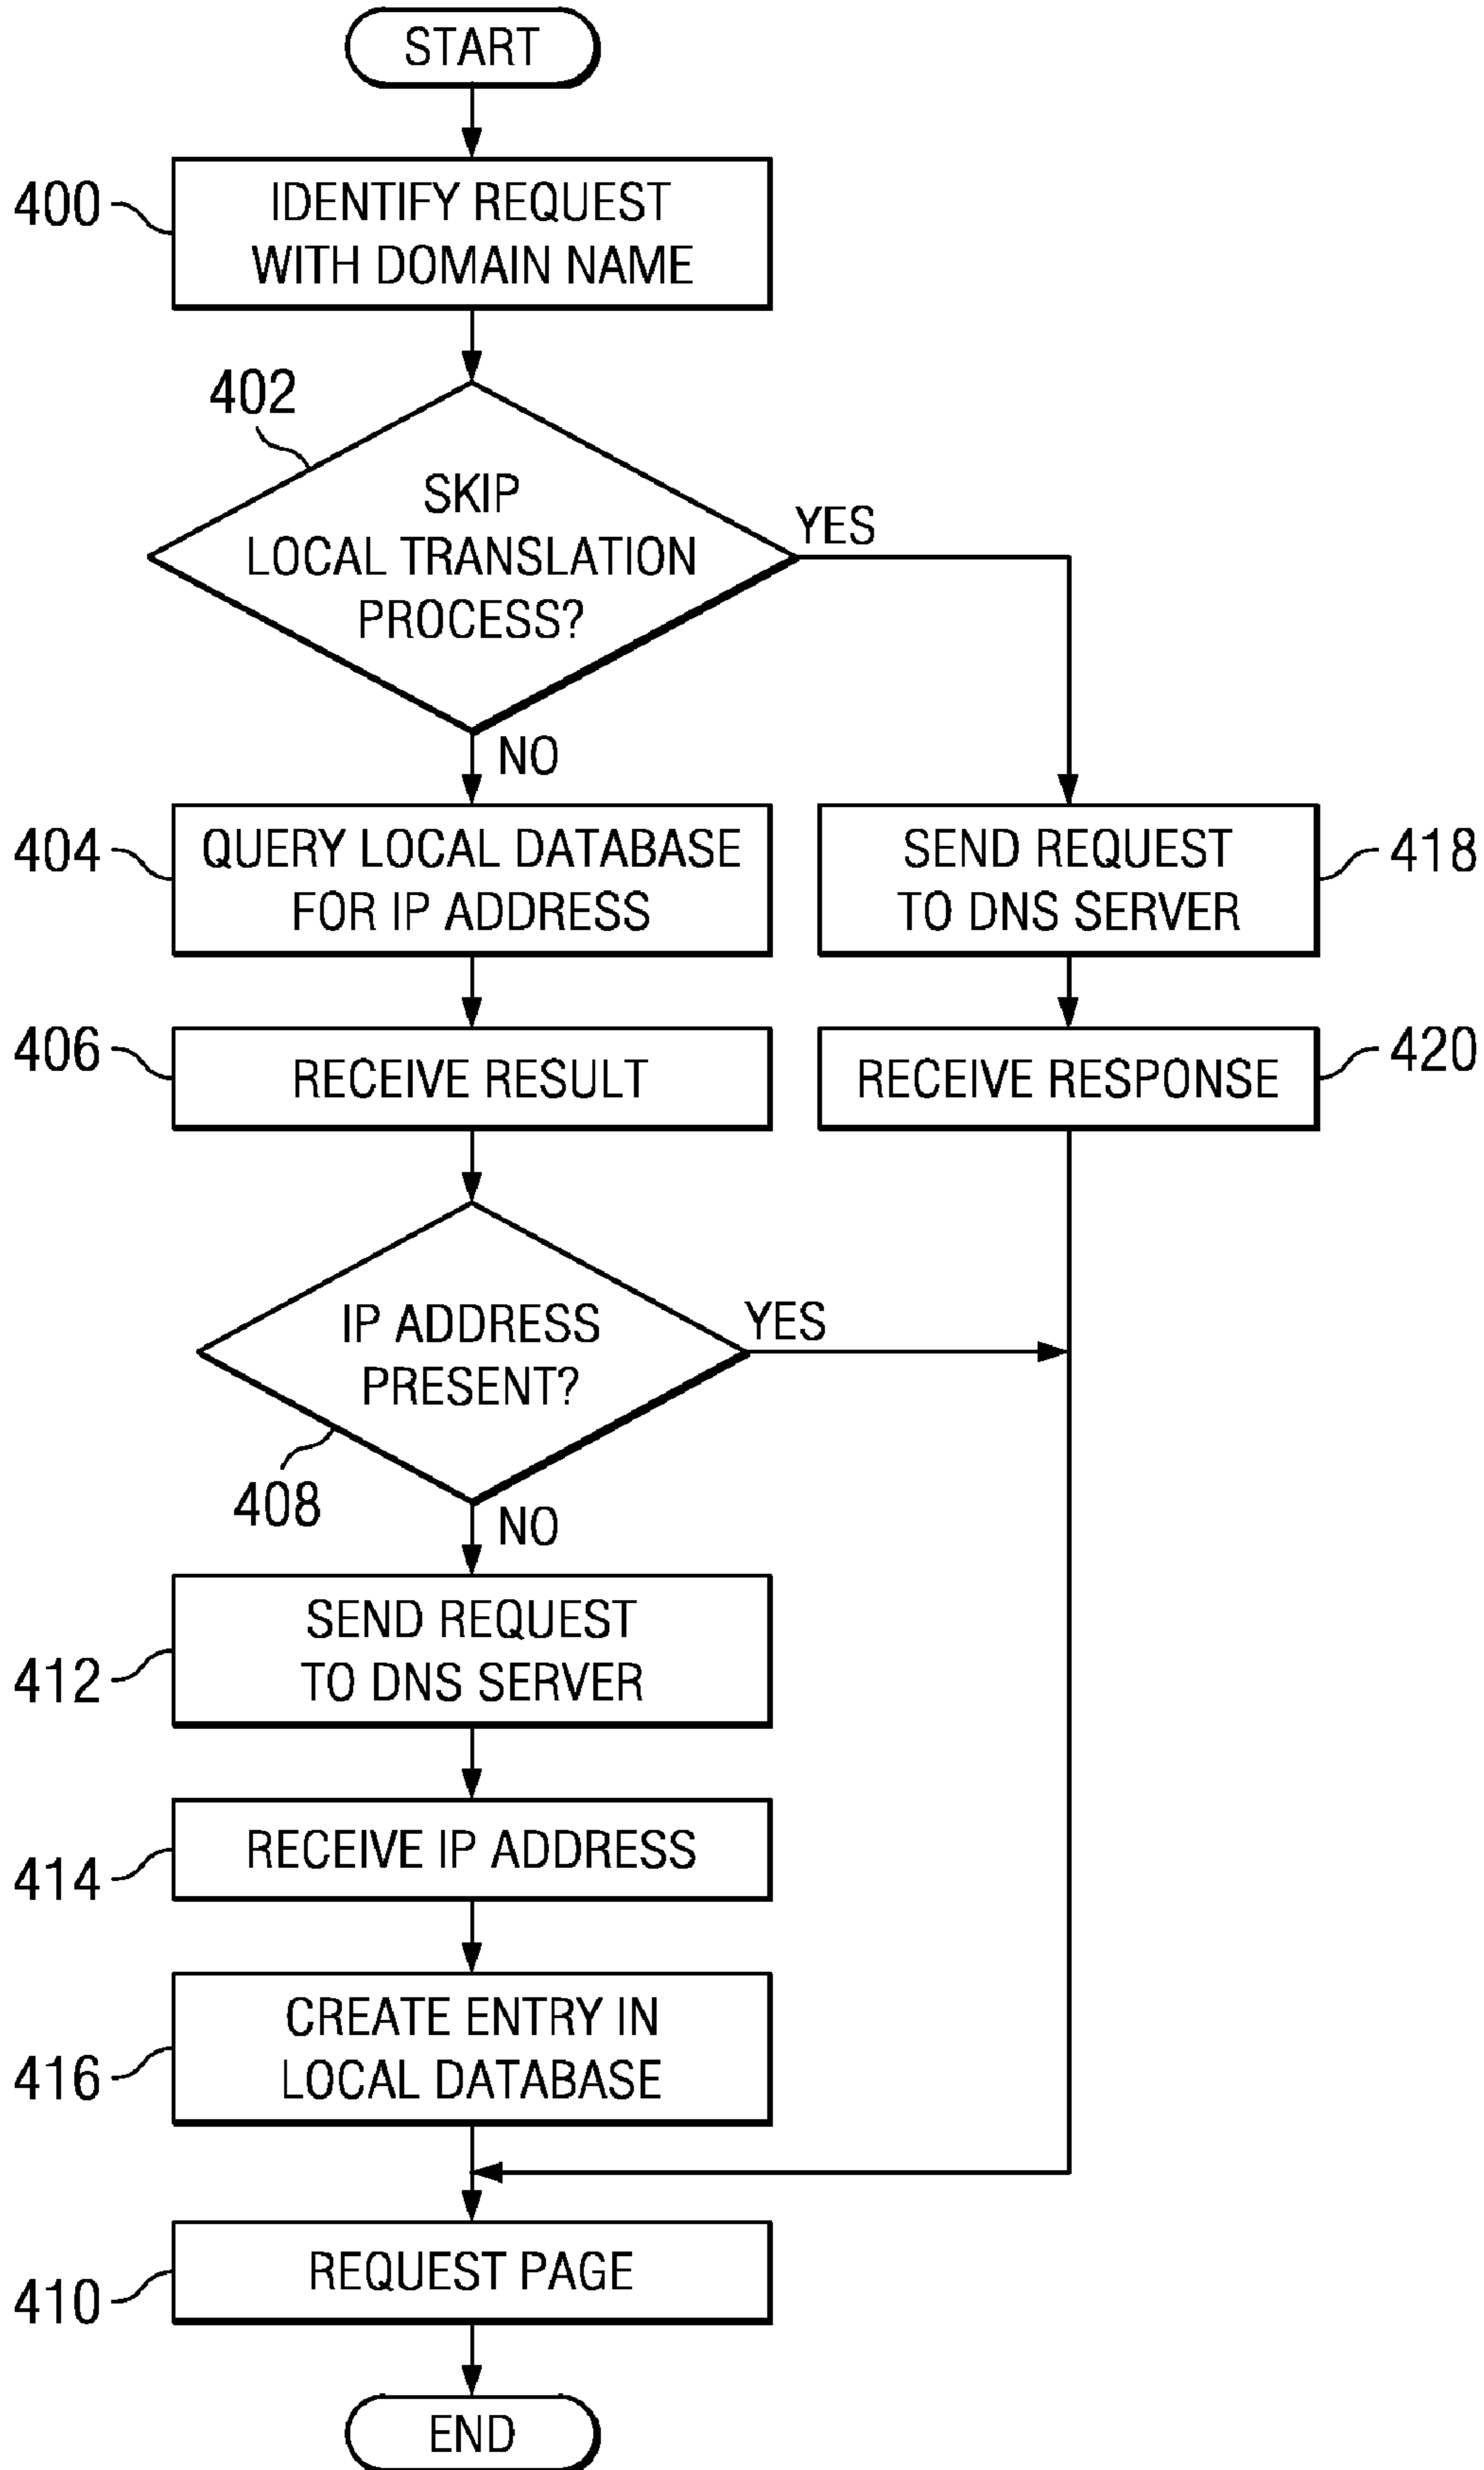 START
400
IDENTIFY REQUEST
WITH DOMAIN NAME
402
SKIP
LOCAL TRANSLATION
PROCESS?
YES
NO
404
QUERY LOCAL DATABASE
FOR IP ADDRESS
SEND REQUEST
TO DNS SERVER
418
406
RECEIVE RESULT
RECEIVE RESPONSE
420
IP ADDRESS
PRESENT?
YES
408
NO
SEND REQUEST
TO DNS SERVER
412
RECEIVE IP ADDRESS
414
CREATE ENTRY IN
LOCAL DATABASE
416
REQUEST PAGE
410
END